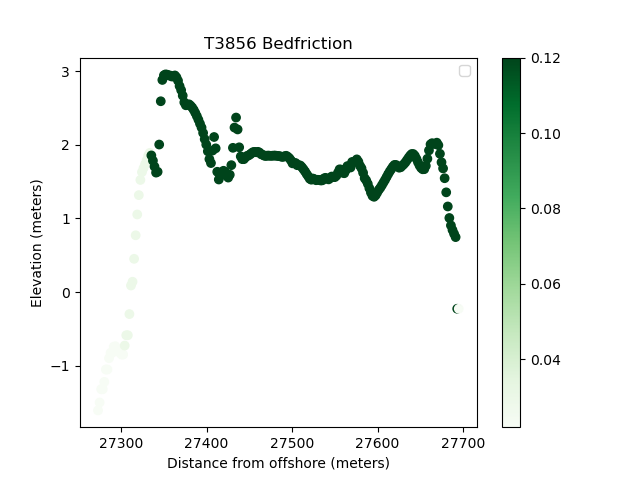 T3856 Bedfriction
Elevation (meters)
3
2
1
0
−1
27300 27400 27500 27600 27700
Distance from offshore (meters)
0.12
0.10
0.08
0.06
0.04